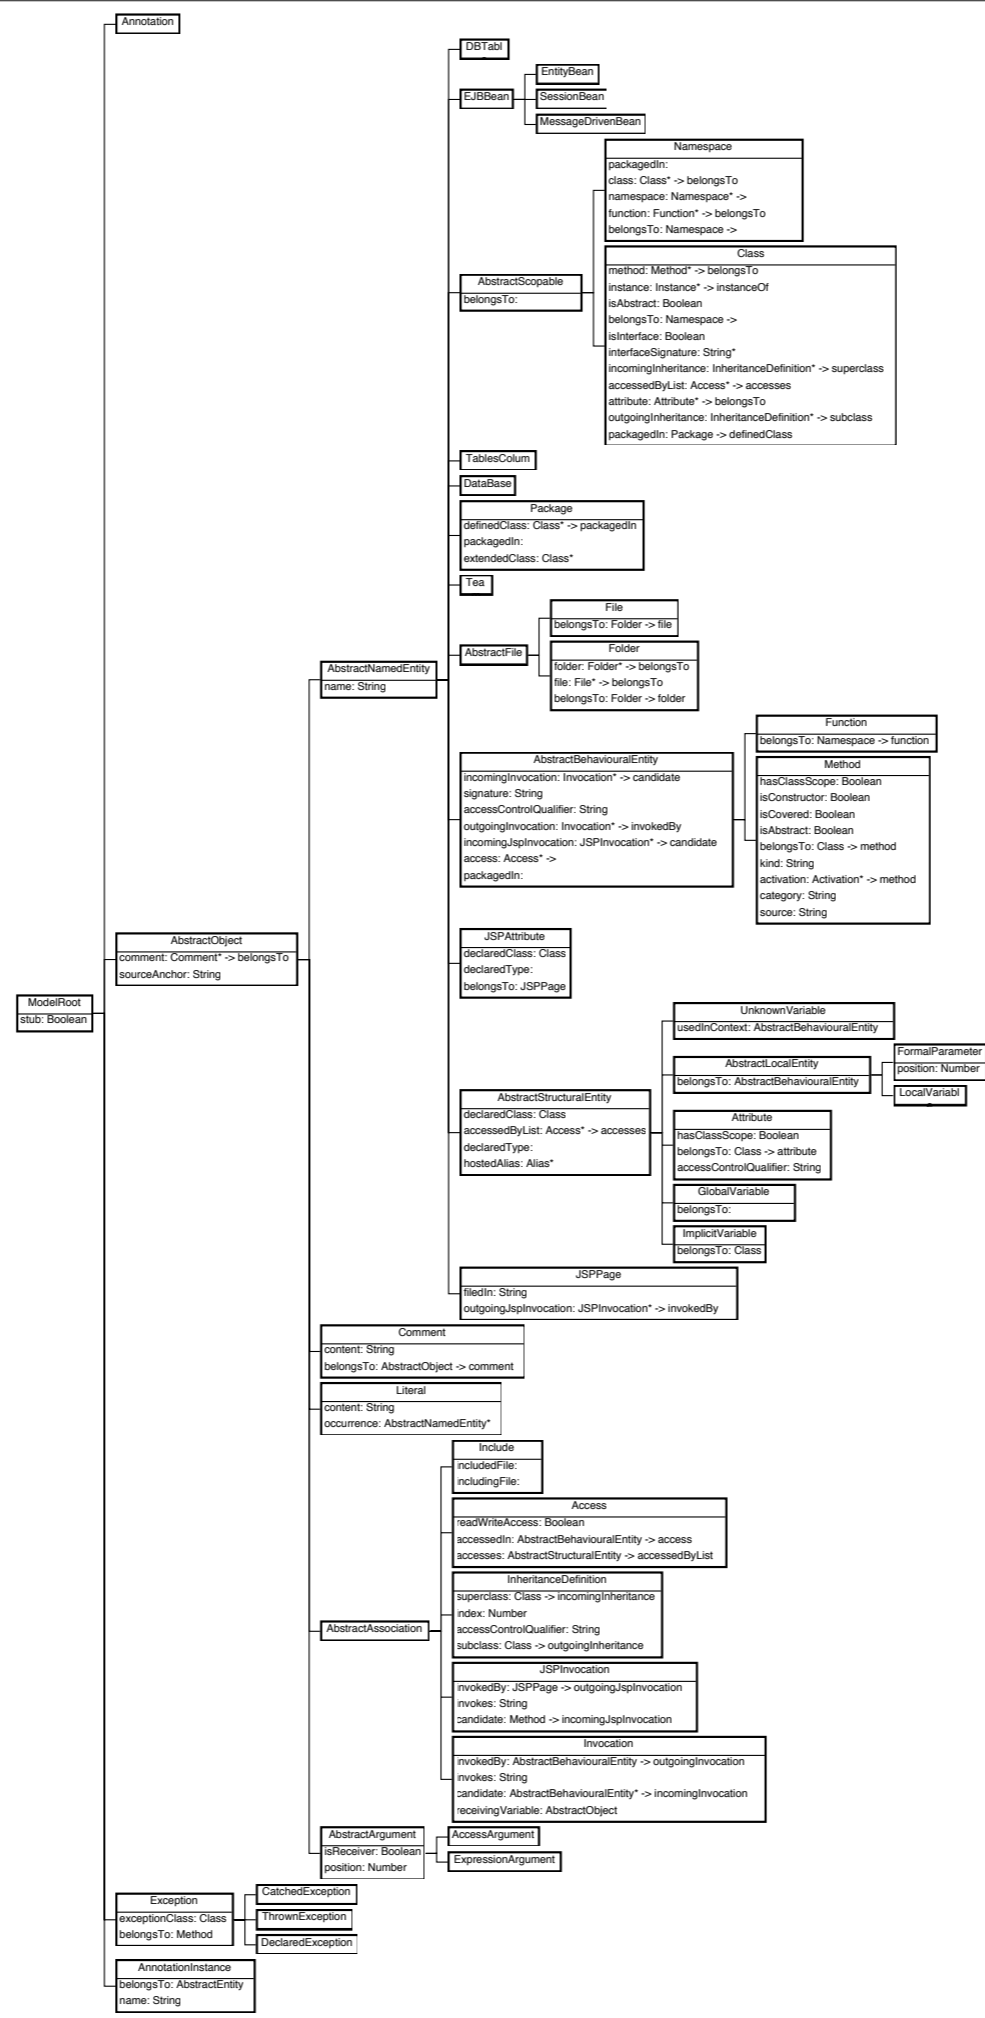 Annotation
DBTabl
EntityBean
EJBBean
SessionBean
MessageDrivenBean
Namespace
packagedIn:
class: Class* -> belongsTo
namespace: Namespace* ->
function: Function* -> belongsTo
belongsTo: Namespace ->
Class
method: Method* -> belongsTo
instance: Instance* -> instanceOf
isAbstract: Boolean
belongsTo: Namespace ->
isInterface: Boolean
interfaceSignature: String*
incomingInheritance: InheritanceDefinition* -> superclass
accessedByList: Access* -> accesses
attribute: Attribute* -> belongsTo
outgoingInheritance: InheritanceDefinition* -> subclass
packagedIn: Package -> definedClass
AbstractScopable
belongsTo:
TablesColum
DataBase
Package
definedClass: Class* -> packagedIn
packagedIn:
extendedClass: Class*
Tea
File
belongsTo: Folder -> file
AbstractFile
Folder
folder: Folder* -> belongsTo
file: File* -> belongsTo
belongsTo: Folder -> folder
AbstractNamedEntity
name: String
Function
belongsTo: Namespace -> function
AbstractBehaviouralEntity
incomingInvocation: Invocation* -> candidate
signature: String
accessControlQualifier: String
outgoingInvocation: Invocation* -> invokedBy
incomingJspInvocation: JSPInvocation* -> candidate
access: Access* ->
packagedIn:
Method
hasClassScope: Boolean
isConstructor: Boolean
isCovered: Boolean
isAbstract: Boolean
belongsTo: Class -> method
kind: String
activation: Activation* -> method
category: String
source: String
JSPAttribute
declaredClass: Class
declaredType:
belongsTo: JSPPage
AbstractObject
comment: Comment* -> belongsTo
sourceAnchor: String
ModelRoot
stub: Boolean
UnknownVariable
usedInContext: AbstractBehaviouralEntity
AbstractLocalEntity
belongsTo: AbstractBehaviouralEntity
FormalParameter
position: Number
LocalVariabl
AbstractStructuralEntity
declaredClass: Class
accessedByList: Access* -> accesses
declaredType:
hostedAlias: Alias*
Attribute
hasClassScope: Boolean
belongsTo: Class -> attribute
accessControlQualifier: String
GlobalVariable
belongsTo:
ImplicitVariable
belongsTo: Class
JSPPage
filedIn: String
outgoingJspInvocation: JSPInvocation* -> invokedBy
Comment
content: String
belongsTo: AbstractObject -> comment
Literal
content: String
occurrence: AbstractNamedEntity*
Include
includedFile:
includingFile:
Access
readWriteAccess: Boolean
accessedIn: AbstractBehaviouralEntity -> access
accesses: AbstractStructuralEntity -> accessedByList
InheritanceDefinition
superclass: Class -> incomingInheritance
index: Number
accessControlQualifier: String
subclass: Class -> outgoingInheritance
AbstractAssociation
JSPInvocation
invokedBy: JSPPage -> outgoingJspInvocation
invokes: String
candidate: Method -> incomingJspInvocation
Invocation
invokedBy: AbstractBehaviouralEntity -> outgoingInvocation
invokes: String
candidate: AbstractBehaviouralEntity* -> incomingInvocation
receivingVariable: AbstractObject
AbstractArgument
isReceiver: Boolean
position: Number
AccessArgument
ExpressionArgument
Exception
exceptionClass: Class
belongsTo: Method
CatchedException
ThrownException
DeclaredException
AnnotationInstance
belongsTo: AbstractEntity
name: String